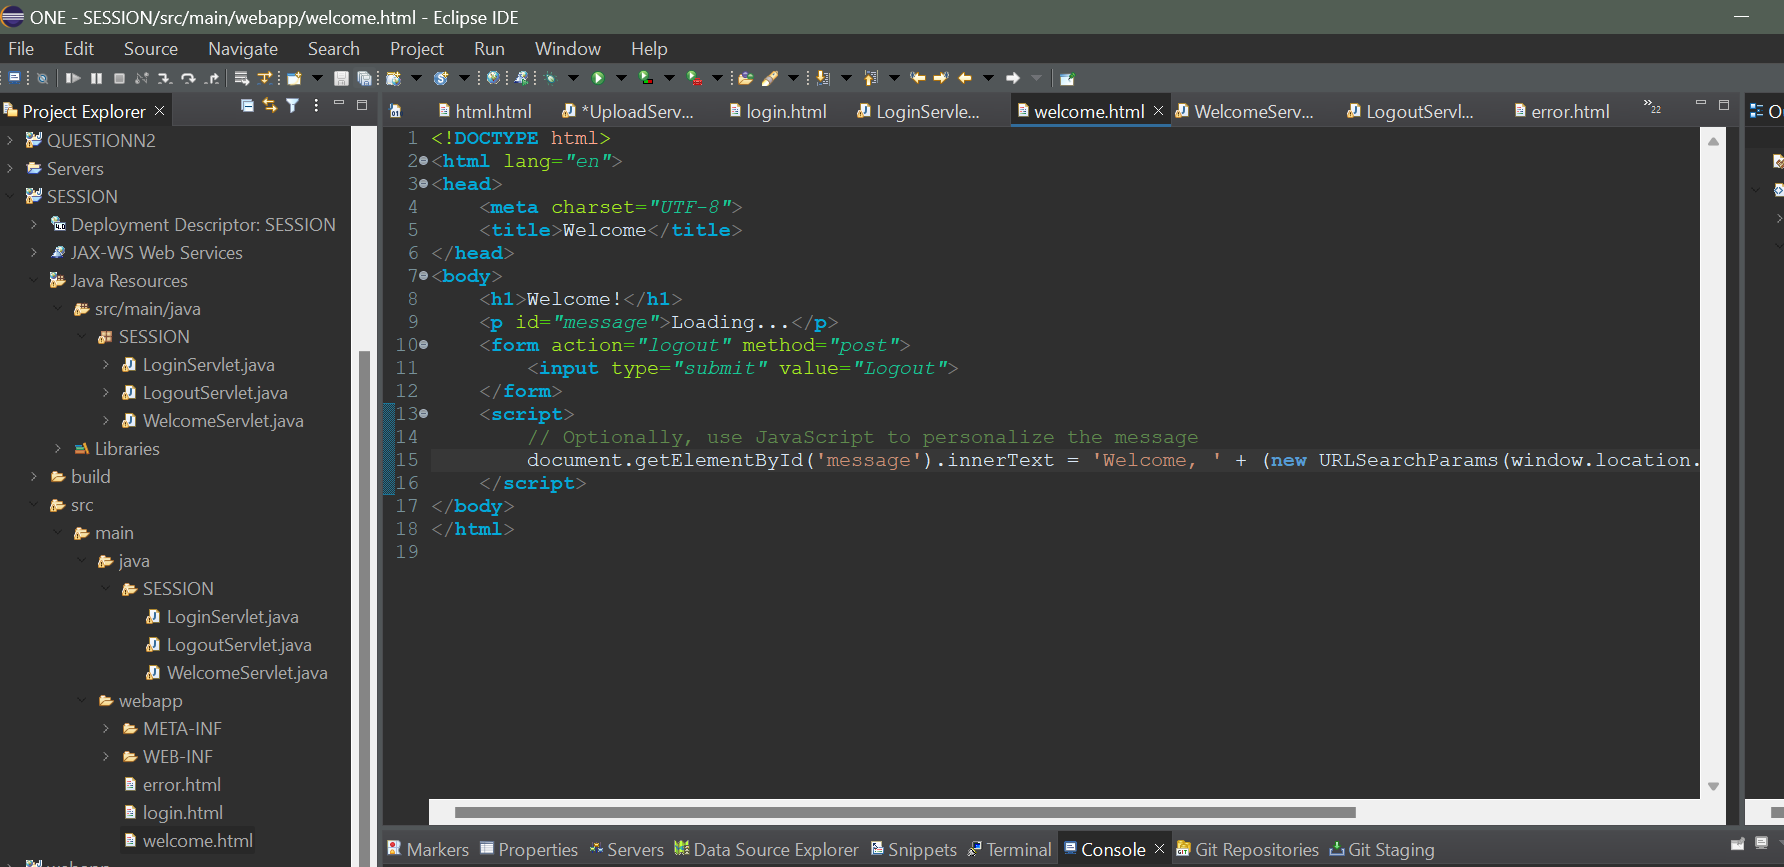 ONE - SESSION/src/main/webapp/welcome.html - Eclipse IDE
File Edit Source Navigate Search Project Run Window Help
Project Explorer
QUESTIONN2
Servers
SESSION
Deployment Descriptor: SESSION
JAX-WS Web Services
Java Resources
src/main/java
SESSION
LoginServlet.java
LogoutServlet.java
WelcomeServlet.java
Libraries
build
src
main
java
SESSION
LoginServlet.java
LogoutServlet.java
WelcomeServlet.java
webapp
META-INF
WEB-INF
error.html
login.html
welcome.html
html.html *UploadServ... login.html LoginServle... welcome.html WelcomeServ... LogoutServl... error.html »22
1 <!DOCTYPE html>
2 <html lang="en">
3 <head>
4 <meta charset="UTF-8">
5 <title>Welcome</title>
6 </head>
7 <body>
8 <h1>Welcome!</h1>
9 <p id="message">Loading...</p>
10 <form action="logout" method="post">
11 <input type="submit" value="Logout">
12 </form>
13 <script>
14 // Optionally, use JavaScript to personalize the message
15 document.getElementById('message').innerText = 'Welcome, ' + (new URLSearchParams(window.location.
16 </script>
17 </body>
18 </html>
19
Markers Properties Servers Data Source Explorer Snippets Terminal Console Git Repositories Git Staging